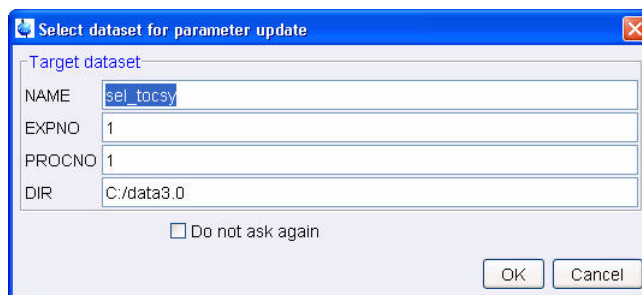 Select dataset for parameter update
Target dataset
NAME sel_tocsy
EXPNO 1
PROCNO 1
DIR C:/data3.0
Do not ask again
OK Cancel